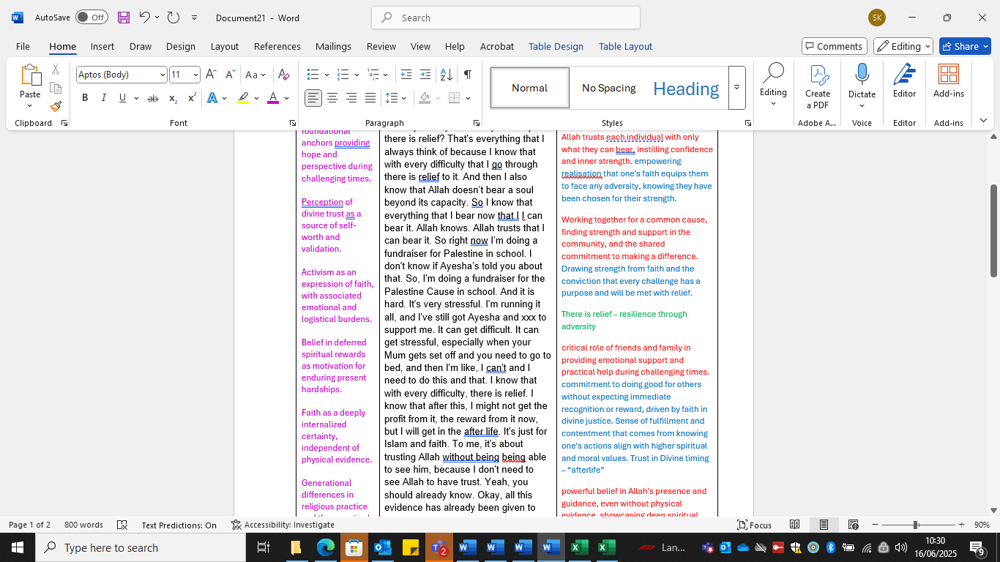 AutoSave
Off
Document21 - Word
Search
SK
File
Home
Insert
Draw
Design
Layout
References
Mailings
Review
View
Help
Acrobat
Table Design
Table Layout
Comments
Editing
Share
Paste
Clipboard
Aptos (Body)
11
Font
Paragraph
Normal
No Spacing
Heading
Styles
Editing
Create
a PDF
Adobe A...
Dictate
Voice
Editor
Editor
Add-ins
Add-ins
foundational
anchors providing
hope and
perspective during
challenging times.
Perception of
divine trust as a
source of self-
worth and
validation.
Activism as an
expression of faith,
with associated
emotional and
logistical burdens.
Belief in deferred
spiritual rewards
as motivation for
enduring present
hardships.
Faith as a deeply
internalized
certainty,
independent of
physical evidence.
Generational
differences in
religious practice
there is relief? That's everything that I
always think of because I know that
with every difficulty that I go through
there is relief to it. And then I also
know that Allah doesn't bear a soul
beyond its capacity. So I know that
everything that I bear now that I I can
bear it. Allah knows. Allah trusts that I
can bear it. So right now I'm doing a
fundraiser for Palestine in school. I
don't know if Ayesha's told you about
that. So, I'm doing a fundraiser for the
Palestine Cause in school. And it is
hard. It's very stressful. I'm running it
all, and I've still got Ayesha and xxx to
support me. It can get difficult. It can
get stressful, especially when your
Mum gets set off and you need to go to
bed, and then I'm like, I can't and I
need to do this and that. I know that
with every difficulty, there is relief. I
know that after this, I might not get the
profit from it, the reward from it now,
but I will get in the after life. It's just for
Islam and faith. To me, it's about
trusting Allah without being being able
to see him, because I don't need to
see Allah to have trust. Yeah, you
should already know. Okay, all this
evidence has already been given to
Allah trusts each individual with only
what they can bear, instilling confidence
and inner strength. empowering
realisation that one's faith equips them
to face any adversity, knowing they have
been chosen for their strength.
Working together for a common cause,
finding strength and support in the
community, and the shared
commitment to making a difference.
Drawing strength from faith and the
conviction that every challenge has a
purpose and will be met with relief.
There is relief – resilience through
adversity
critical role of friends and family in
providing emotional support and
practical help during challenging times.
commitment to doing good for others
without expecting immediate
recognition or reward, driven by faith in
divine justice. Sense of fulfillment and
contentment that comes from knowing
one's actions align with higher spiritual
and moral values. Trust in Divine timing
– "afterlife"
powerful belief in Allah's presence and
guidance, even without physical
evidence, showcasing deep spiritual
Page 1 of 2
800 words
Text Predictions: On
Accessibility: Investigate
Focus
90%
Type here to search
2
Lan...
10:30
16/06/2025
9